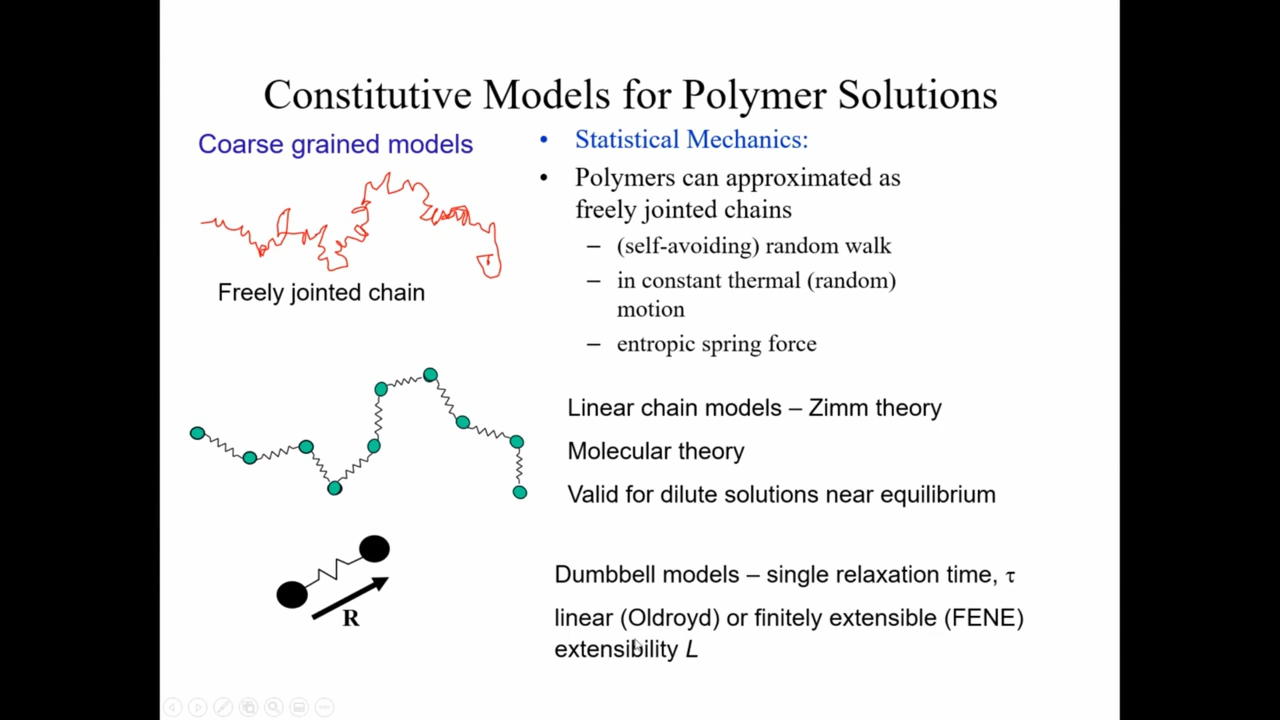 Constitutive Models for Polymer Solutions
Coarse grained models
Freely jointed chain
• Statistical Mechanics:
• Polymers can approximated as
freely jointed chains
– (self-avoiding) random walk
– in constant thermal (random)
motion
– entropic spring force
Linear chain models – Zimm theory
Molecular theory
Valid for dilute solutions near equilibrium
R
Dumbbell models – single relaxation time, τ
linear (Oldroyd) or finitely extensible (FENE)
extensibility L